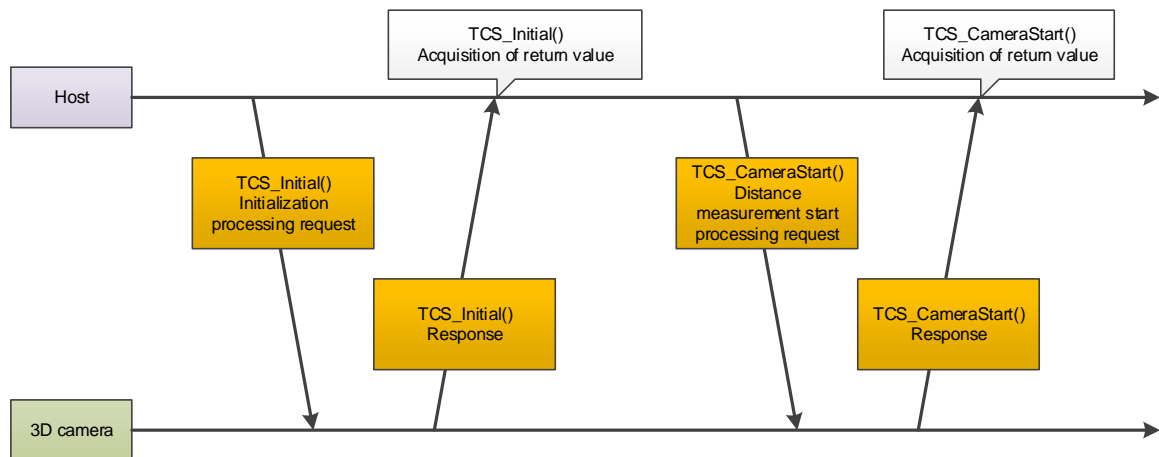 TCS_Initial()
Acquisition of return value
TCS_CameraStart()
Acquisition of return value
Host
TCS_Initial()
Initialization
processing request
TCS_CameraStart()
Distance
measurement start
processing request
TCS_Initial()
Response
TCS_CameraStart()
Response
3D camera